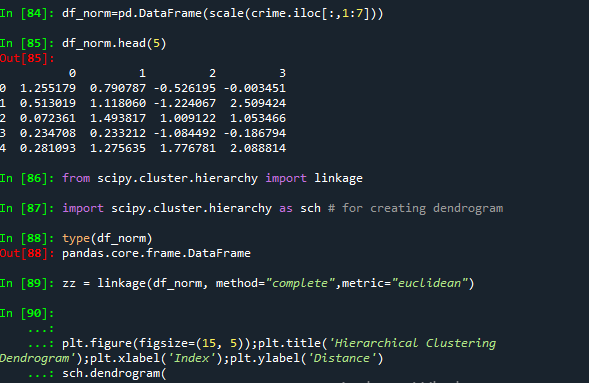 In [84]: df_norm=pd.DataFrame(scale(crime.iloc[:,1:7]))
In [85]: df_norm.head(5)
Out[85]:
0 1 2 3
0 1.255179 0.790787 -0.526195 -0.003451
1 0.513019 1.118060 -1.224067 2.509424
2 0.072361 1.493817 1.009122 1.053466
3 0.234708 0.233212 -1.084492 -0.186794
4 0.281093 1.275635 1.776781 2.088814
In [86]: from scipy.cluster.hierarchy import linkage
In [87]: import scipy.cluster.hierarchy as sch # for creating dendrogram
In [88]: type(df_norm)
Out[88]: pandas.core.frame.DataFrame
In [89]: zz = linkage(df_norm, method="complete",metric="euclidean")
In [90]:
...:
...: plt.figure(figsize=(15, 5));plt.title('Hierarchical Clustering
Dendrogram');plt.xlabel('Index');plt.ylabel('Distance')
...: sch.dendrogram(